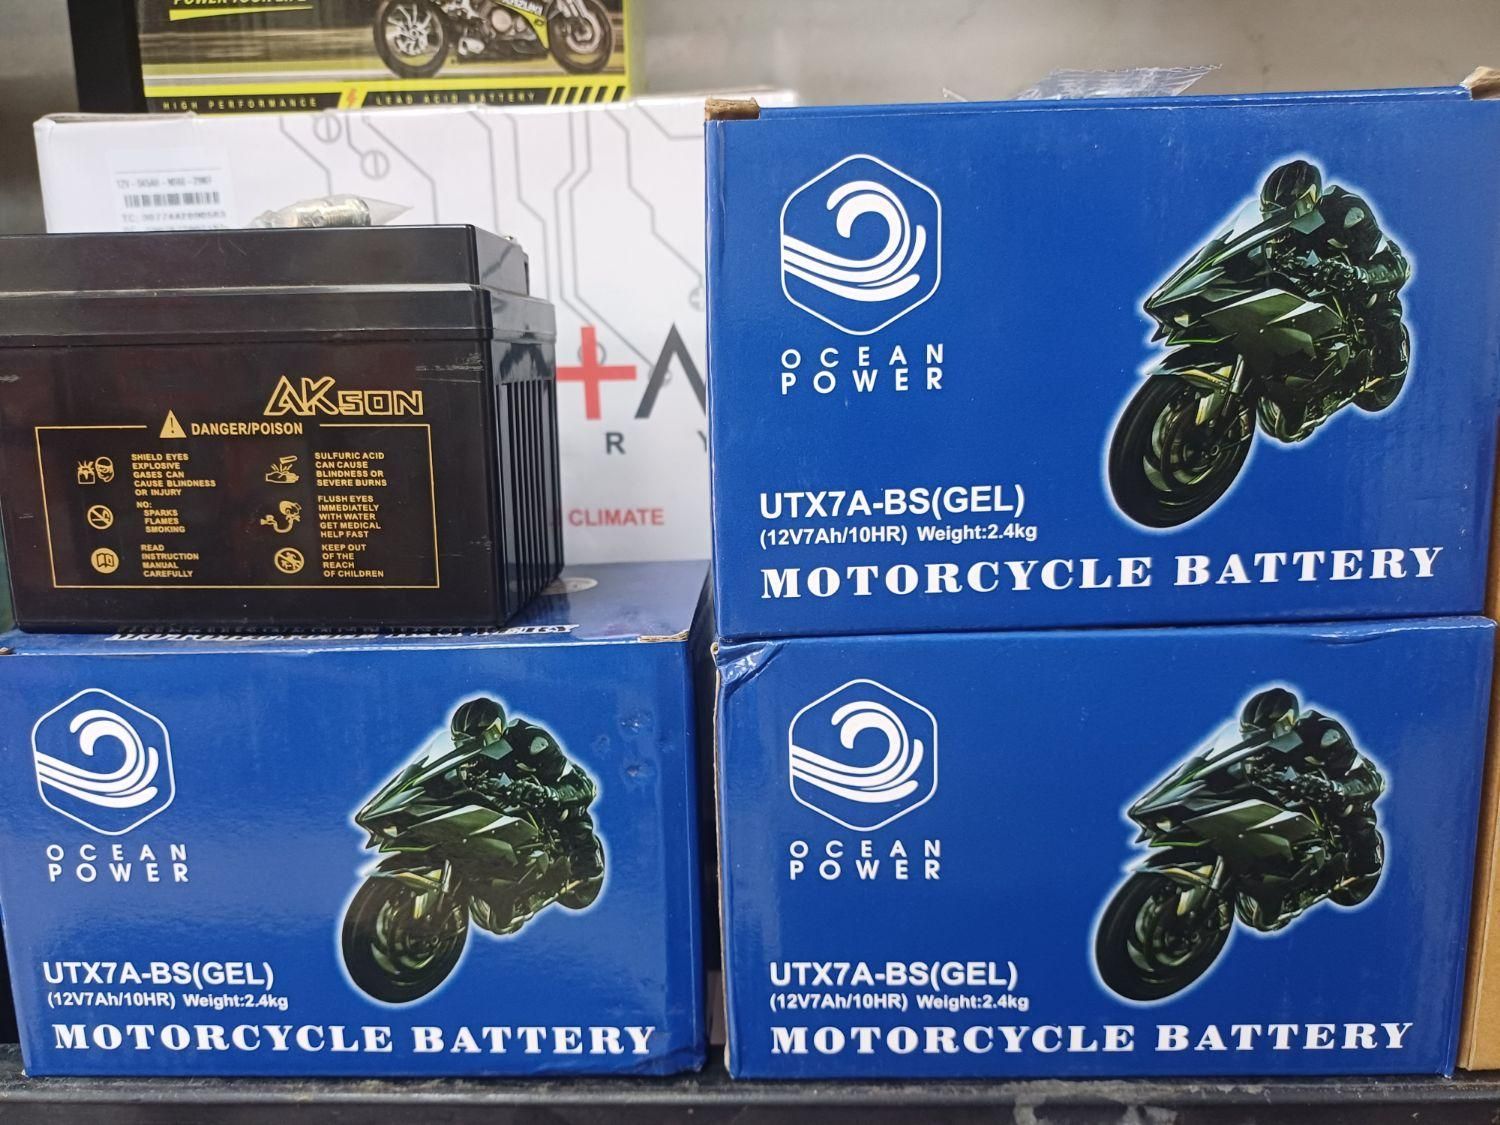 HIGH PERFORMANCE LEAD ACID BATTERY
R Y
CLIMATE
AKSON
DANGER/POISON
SHIELD EYES
EXPLOSIVE
GASES CAN
CAUSE BLINDNESS
OR INJURY
NO:
SPARKS
FLAMES
SMOKING
READ
INSTRUCTION
MANUAL
CAREFULLY
SULFURIC ACID
CAN CAUSE
BLINDNESS OR
SEVERE BURNS
FLUSH EYES
IMMEDIATELY
WITH WATER
GET MEDICAL
HELP FAST
KEEP OUT
OF THE
REACH
OF CHILDREN
OCEAN
POWER
UTX7A-BS(GEL)
(12V7Ah/10HR) Weight:2.4kg
MOTORCYCLE BATTERY
OCEAN
POWER
UTX7A-BS(GEL)
(12V7Ah/10HR) Weight:2.4kg
MOTORCYCLE BATTERY
OCEAN
POWER
UTX7A-BS(GEL)
(12V7Ah/10HR) Weight:2.4kg
MOTORCYCLE BATTERY